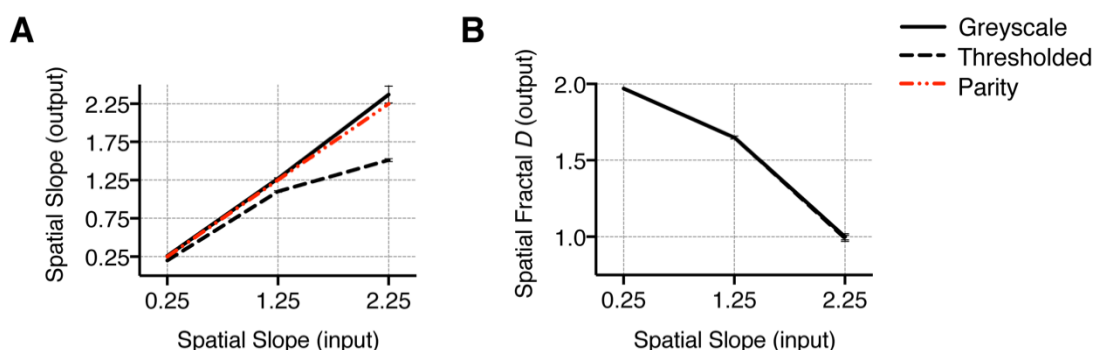 A
Spatial Slope (output)
2.25
1.75
1.25
0.75
0.25
0.25 1.25 2.25
Spatial Slope (input)
B
Spatial Fractal D (output)
2.0
1.5
1.0
0.25 1.25 2.25
Spatial Slope (input)
Greyscale
Thresholded
Parity